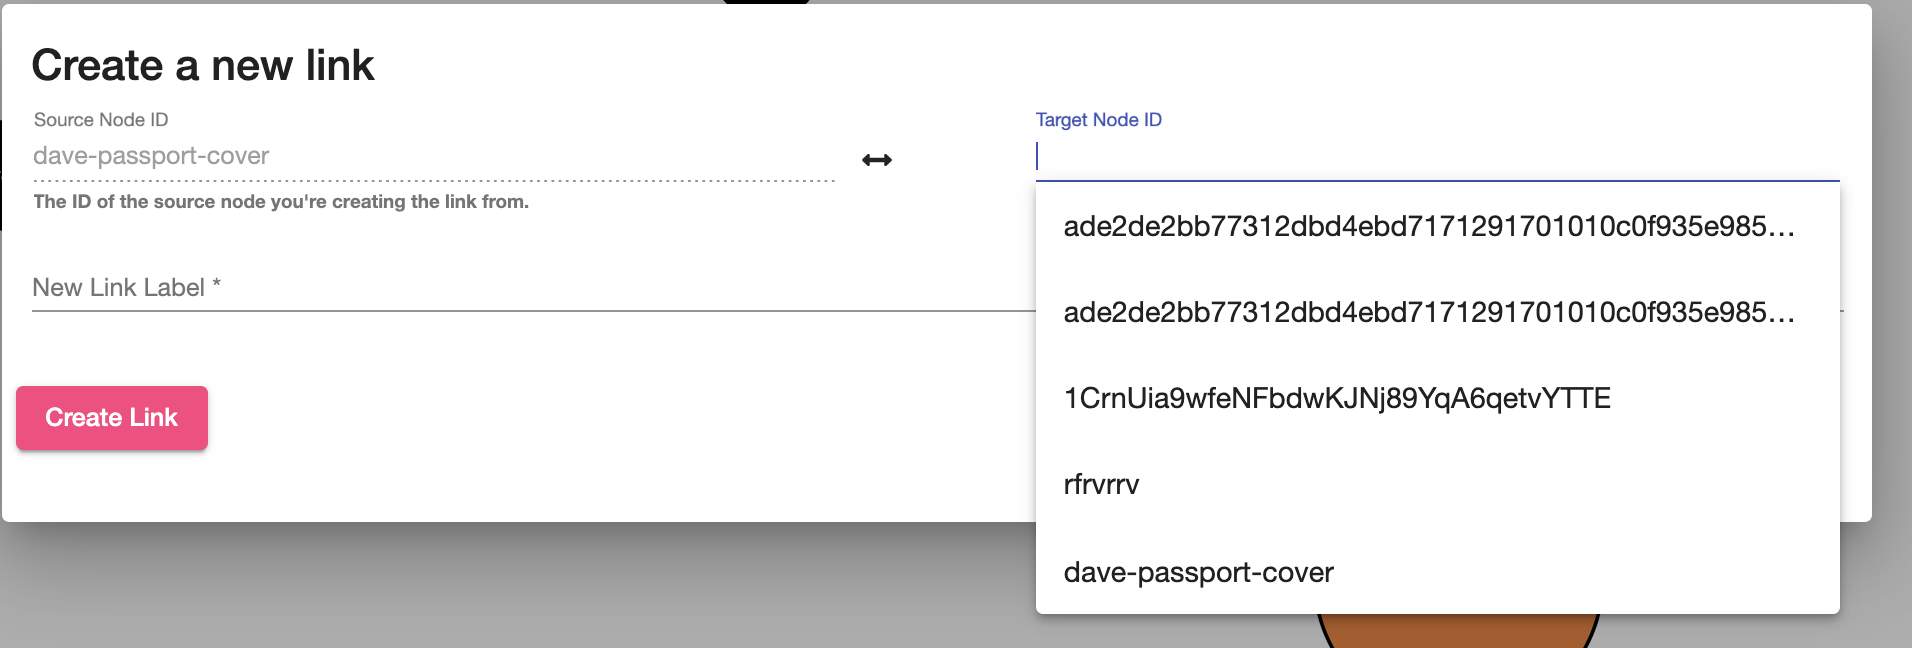 Create a new link
Source Node ID
dave-passport-cover
The ID of the source node you're creating the link from.
Target Node ID
ade2de2bb77312dbd4ebd7171291701010c0f935e985...
ade2de2bb77312dbd4ebd7171291701010c0f935e985...
1CrnUia9wfeNFbdwKJNj89YqA6qetvYTTE
rfrvrrv
dave-passport-cover
New Link Label *
Create Link